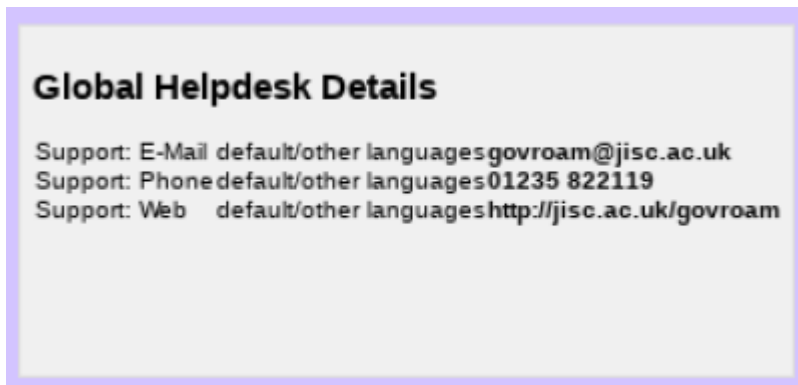 Global Helpdesk Details
Support: E-Mail default/other languages govroam@jisc.ac.uk
Support: Phone default/other languages 01235 822119
Support: Web default/other languages http://jisc.ac.uk/govroam